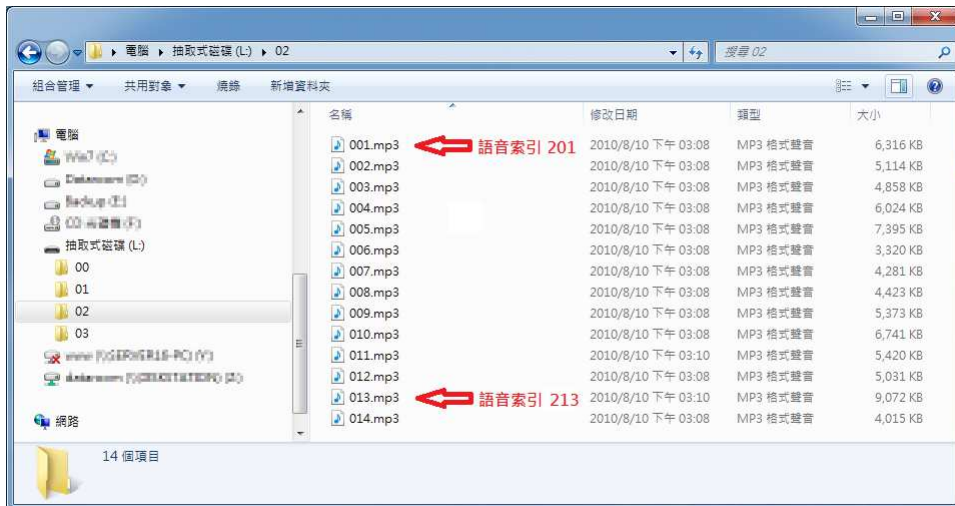 電腦 ▸ 抽取式磁碟 (L:) ▸ 02
搜尋 02
組合管理 ▼ 共用對象 ▼ 燒錄 新增資料夾
電腦
Win7 (C:)
Backup (E:)
抽取式磁碟 (L:)
00
01
02
03
網路
名稱 修改日期 類型 大小
001.mp3 語音索引 201 2010/8/10 下午 03:08 MP3 格式聲音 6,316 KB
002.mp3 2010/8/10 下午 03:08 MP3 格式聲音 5,114 KB
003.mp3 2010/8/10 下午 03:08 MP3 格式聲音 4,858 KB
004.mp3 2010/8/10 下午 03:08 MP3 格式聲音 6,024 KB
005.mp3 2010/8/10 下午 03:08 MP3 格式聲音 7,395 KB
006.mp3 2010/8/10 下午 03:08 MP3 格式聲音 3,320 KB
007.mp3 2010/8/10 下午 03:08 MP3 格式聲音 4,281 KB
008.mp3 2010/8/10 下午 03:08 MP3 格式聲音 4,423 KB
009.mp3 2010/8/10 下午 03:08 MP3 格式聲音 5,373 KB
010.mp3 2010/8/10 下午 03:08 MP3 格式聲音 6,741 KB
011.mp3 2010/8/10 下午 03:10 MP3 格式聲音 5,420 KB
012.mp3 2010/8/10 下午 03:08 MP3 格式聲音 5,031 KB
013.mp3 語音索引 213 2010/8/10 下午 03:10 MP3 格式聲音 9,072 KB
014.mp3 2010/8/10 下午 03:08 MP3 格式聲音 4,015 KB
14 個項目